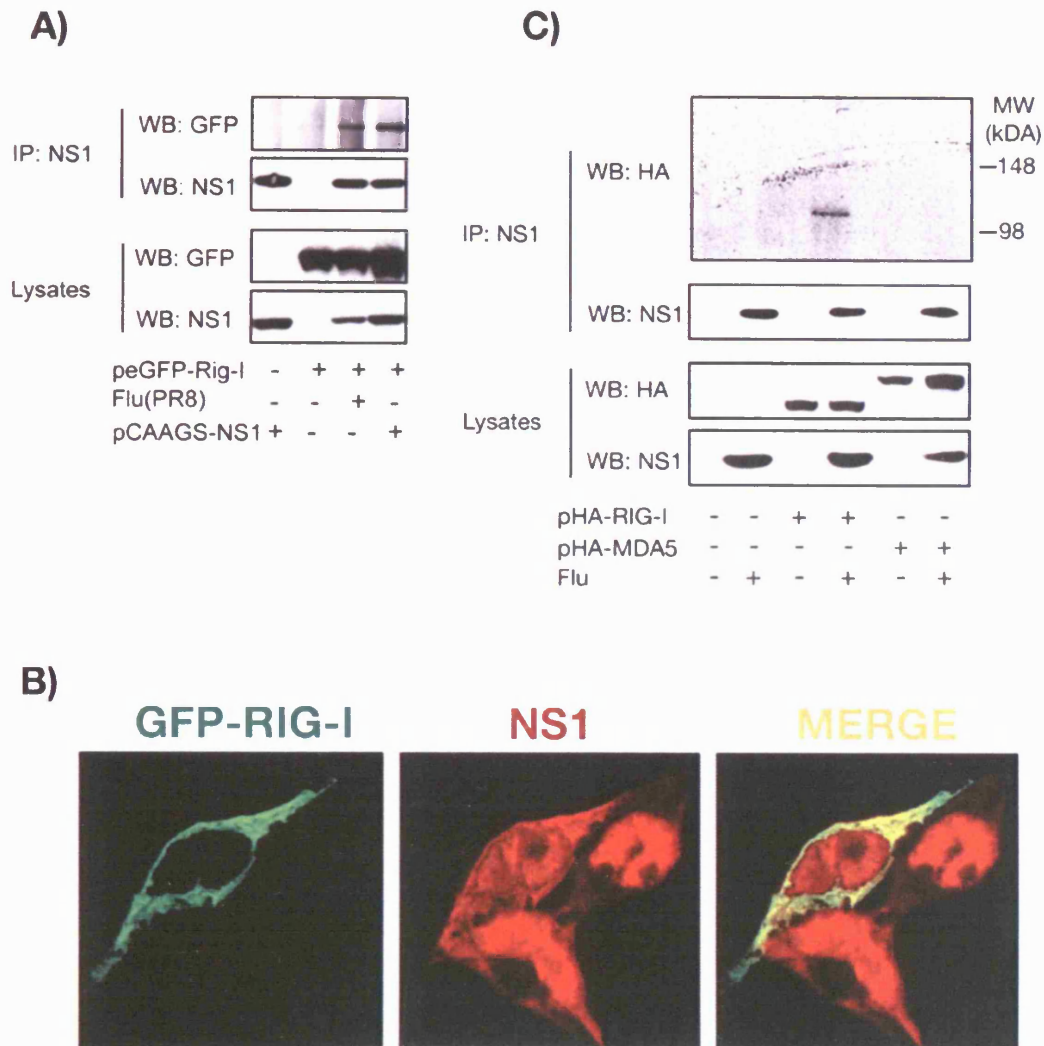 A)
IP: NS1
WB: GFP
WB: NS1
Lysates
WB: GFP
WB: NS1
peGFP-Rig-I - + + +
Flu(PR8) - - + -
pCAAGS-NS1 + - - +
C)
MW
(kDA)
IP: NS1
WB: HA
–148
–98
WB: NS1
Lysates
WB: HA
WB: NS1
pHA-RIG-I - - + + - -
pHA-MDA5 - - - - + +
Flu - + - + - +
B)
GFP-RIG-I
NS1
MERGE